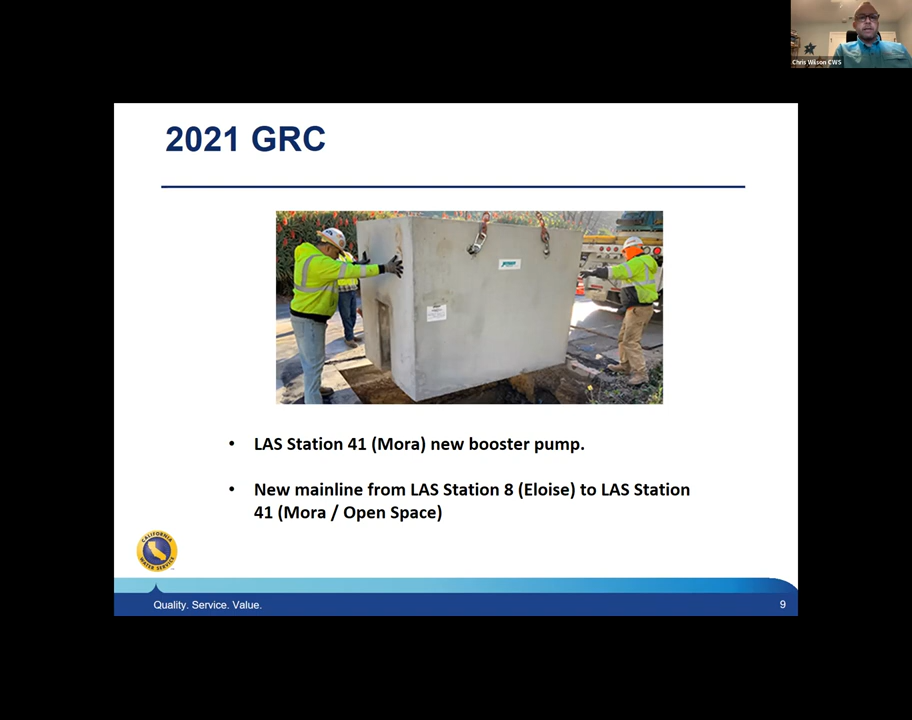 Chris Wilson CWS
2021 GRC
• LAS Station 41 (Mora) new booster pump.
• New mainline from LAS Station 8 (Eloise) to LAS Station
41 (Mora / Open Space)
CALIFORNIA
WATER SERVICE
Quality. Service. Value.
9